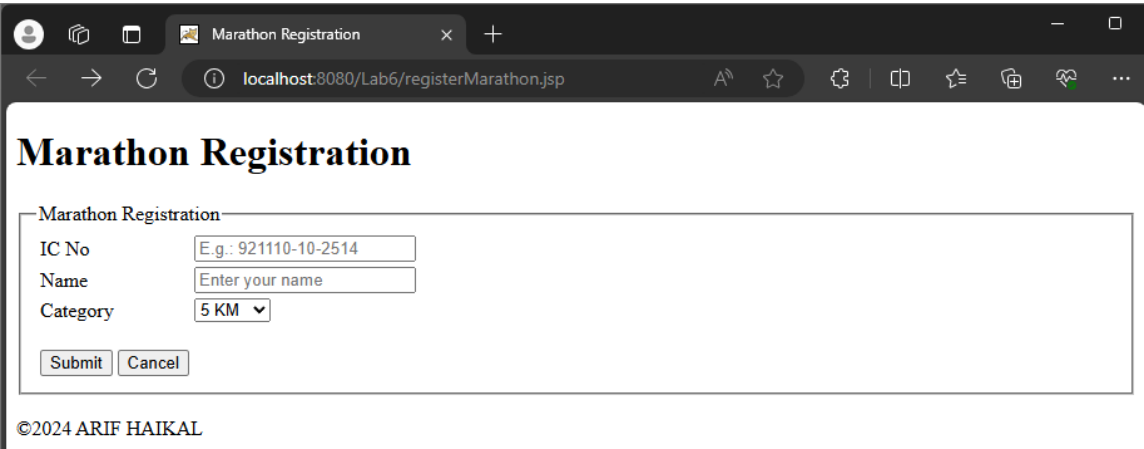 Marathon Registration
localhost:8080/Lab6/registerMarathon.jsp
Marathon Registration
Marathon Registration
IC No E.g.: 921110-10-2514
Name Enter your name
Category 5 KM
Submit Cancel
©2024 ARIF HAIKAL